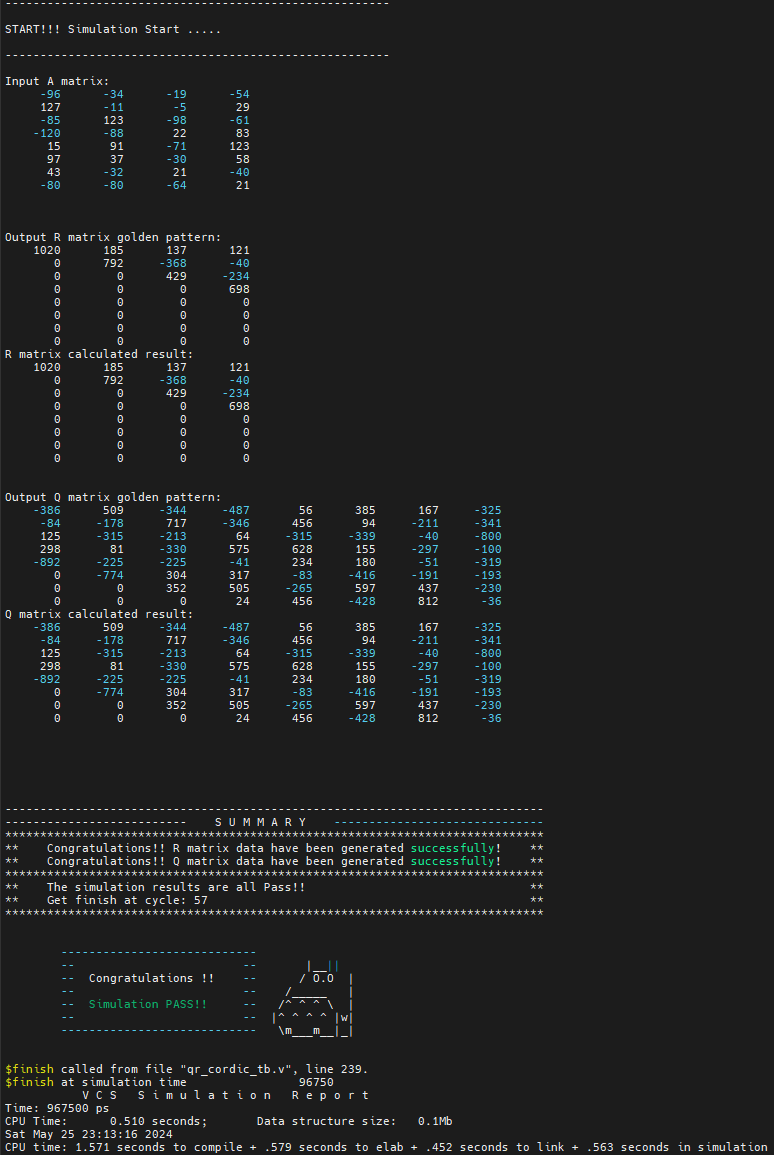 -------------------------------------------------------
START!!! Simulation Start .....
-------------------------------------------------------
Input A matrix:
-96 -34 -19 -54
127 -11 -5 29
-85 123 -98 -61
-120 -88 22 83
15 91 -71 123
97 37 -30 58
43 -32 21 -40
-80 -80 -64 21
Output R matrix golden pattern:
1020 185 137 121
0 792 -368 -40
0 0 429 -234
0 0 0 698
0 0 0 0
0 0 0 0
0 0 0 0
0 0 0 0
R matrix calculated result:
1020 185 137 121
0 792 -368 -40
0 0 429 -234
0 0 0 698
0 0 0 0
0 0 0 0
0 0 0 0
0 0 0 0
Output Q matrix golden pattern:
-386 509 -344 -487 56 385 167 -325
-84 -178 717 -346 456 94 -211 -341
125 -315 -213 64 -315 -339 -40 -800
298 81 -330 575 628 155 -297 -100
-892 -225 -225 -41 234 180 -51 -319
0 -774 304 317 -83 -416 -191 -193
0 0 352 505 -265 597 437 -230
0 0 0 24 456 -428 812 -36
Q matrix calculated result:
-386 509 -344 -487 56 385 167 -325
-84 -178 717 -346 456 94 -211 -341
125 -315 -213 64 -315 -339 -40 -800
298 81 -330 575 628 155 -297 -100
-892 -225 -225 -41 234 180 -51 -319
0 -774 304 317 -83 -416 -191 -193
0 0 352 505 -265 597 437 -230
0 0 0 24 456 -428 812 -36
-----------------------------------------------------------------------------
--------------------------    S U M M A R Y    ------------------------------
*****************************************************************************
**    Congratulations!! R matrix data have been generated successfully!    **
**    Congratulations!! Q matrix data have been generated successfully!    **
*****************************************************************************
**    The simulation results are all Pass!!                                **
**    Get finish at cycle: 57                                              **
*****************************************************************************
        ----------------------------
        --                        --       |__||
        --  Congratulations !!    --      / O.O  |
        --                        --    /_____   |
        --  Simulation PASS!!     --   /^ ^ ^ \  |
        --                        --  |^ ^ ^ ^ |w|
        ----------------------------   \m___m__|_|
$finish called from file "qr_cordic_tb.v", line 239.
$finish at simulation time                96750
           V C S   S i m u l a t i o n   R e p o r t
Time: 967500 ps
CPU Time:      0.510 seconds;       Data structure size:   0.1Mb
Sat May 25 23:13:16 2024
CPU time: 1.571 seconds to compile + .579 seconds to elab + .452 seconds to link + .563 seconds in simulation